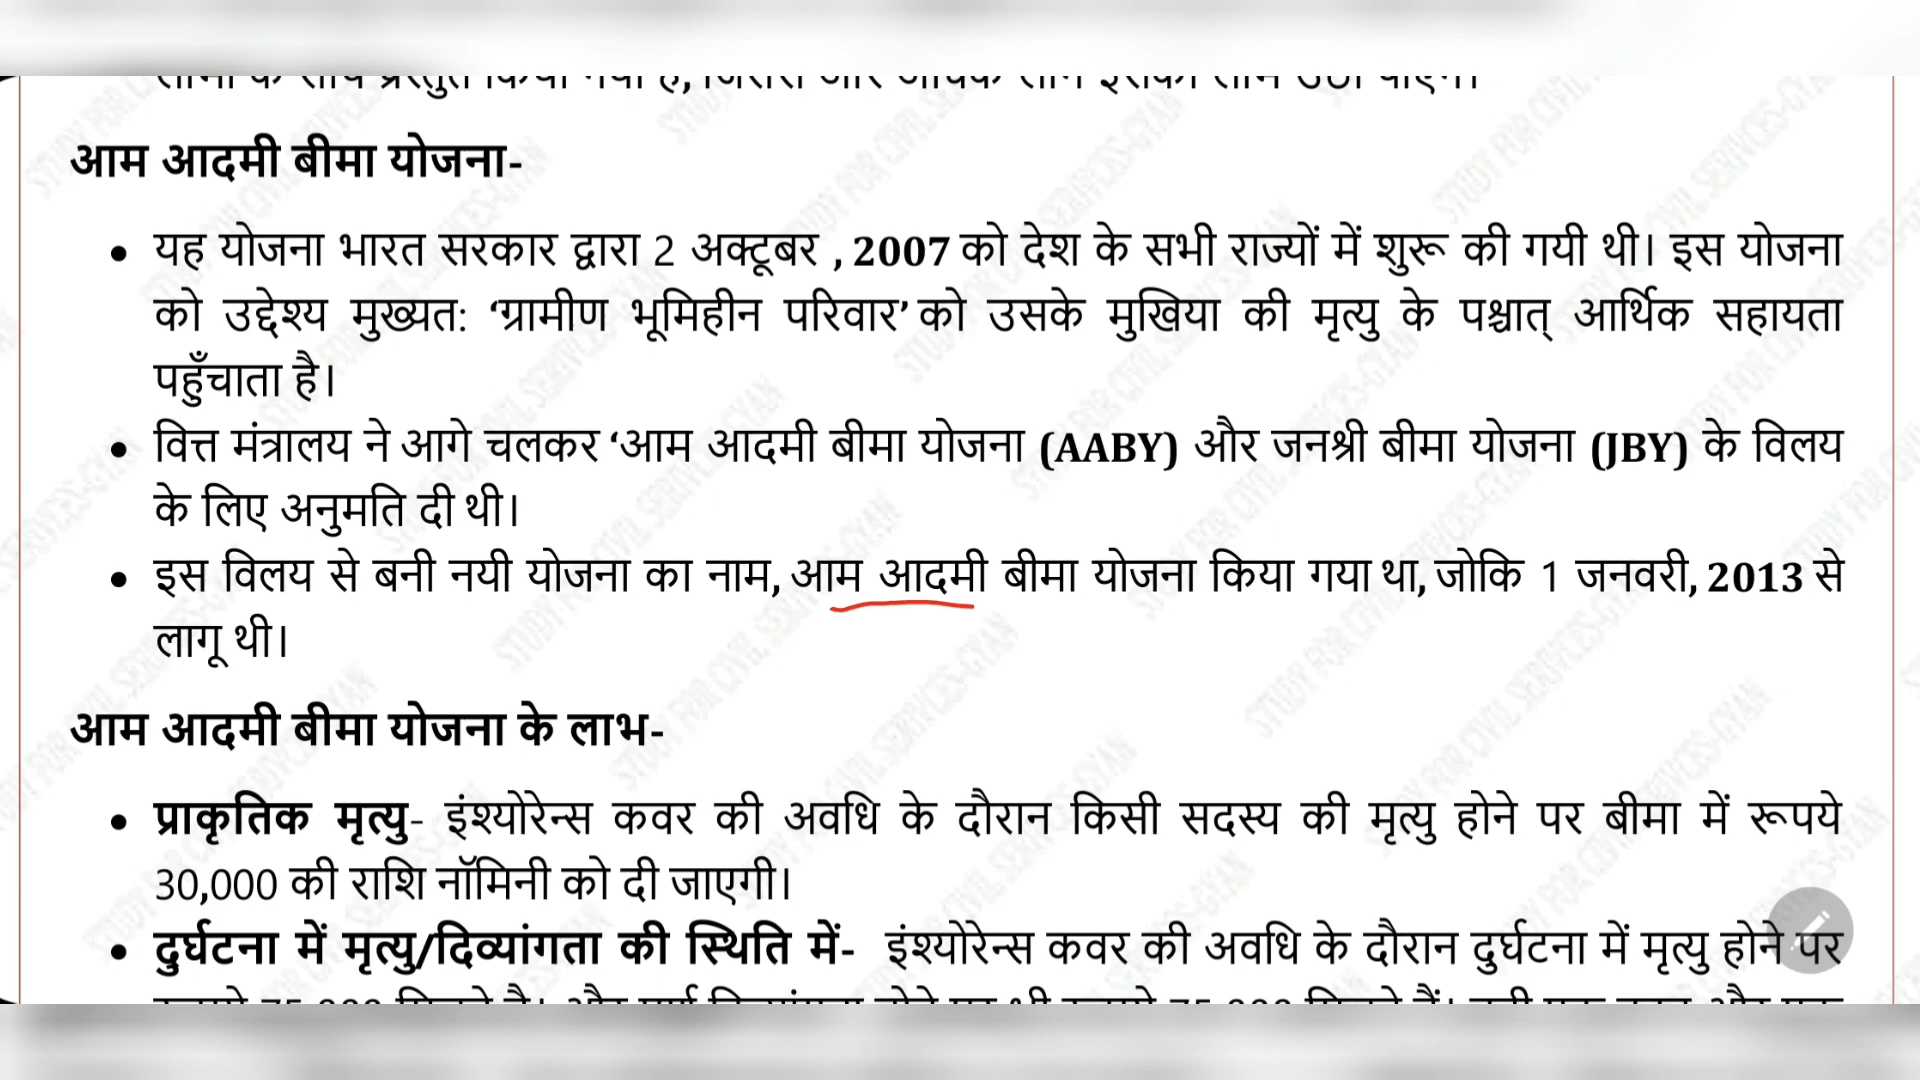 आम आदमी बीमा योजना-
• यह योजना भारत सरकार द्वारा 2 अक्टूबर , 2007 को देश के सभी राज्यों में शुरू की गयी थी। इस योजना
को उद्देश्य मुख्यत: ‘ग्रामीण भूमिहीन परिवार’ को उसके मुखिया की मृत्यु के पश्चात् आर्थिक सहायता
पहुँचाता है।
• वित्त मंत्रालय ने आगे चलकर ‘आम आदमी बीमा योजना (AABY) और जनश्री बीमा योजना (JBY) के विलय
के लिए अनुमति दी थी।
• इस विलय से बनी नयी योजना का नाम, आम आदमी बीमा योजना किया गया था, जोकि 1 जनवरी, 2013 से
लागू थी।
आम आदमी बीमा योजना के लाभ-
• प्राकृतिक मृत्यु- इंश्योरेन्स कवर की अवधि के दौरान किसी सदस्य की मृत्यु होने पर बीमा में रूपये
30,000 की राशि नॉमिनी को दी जाएगी।
• दुर्घटना में मृत्यु/दिव्यांगता की स्थिति में- इंश्योरेन्स कवर की अवधि के दौरान दुर्घटना में मृत्यु होने पर